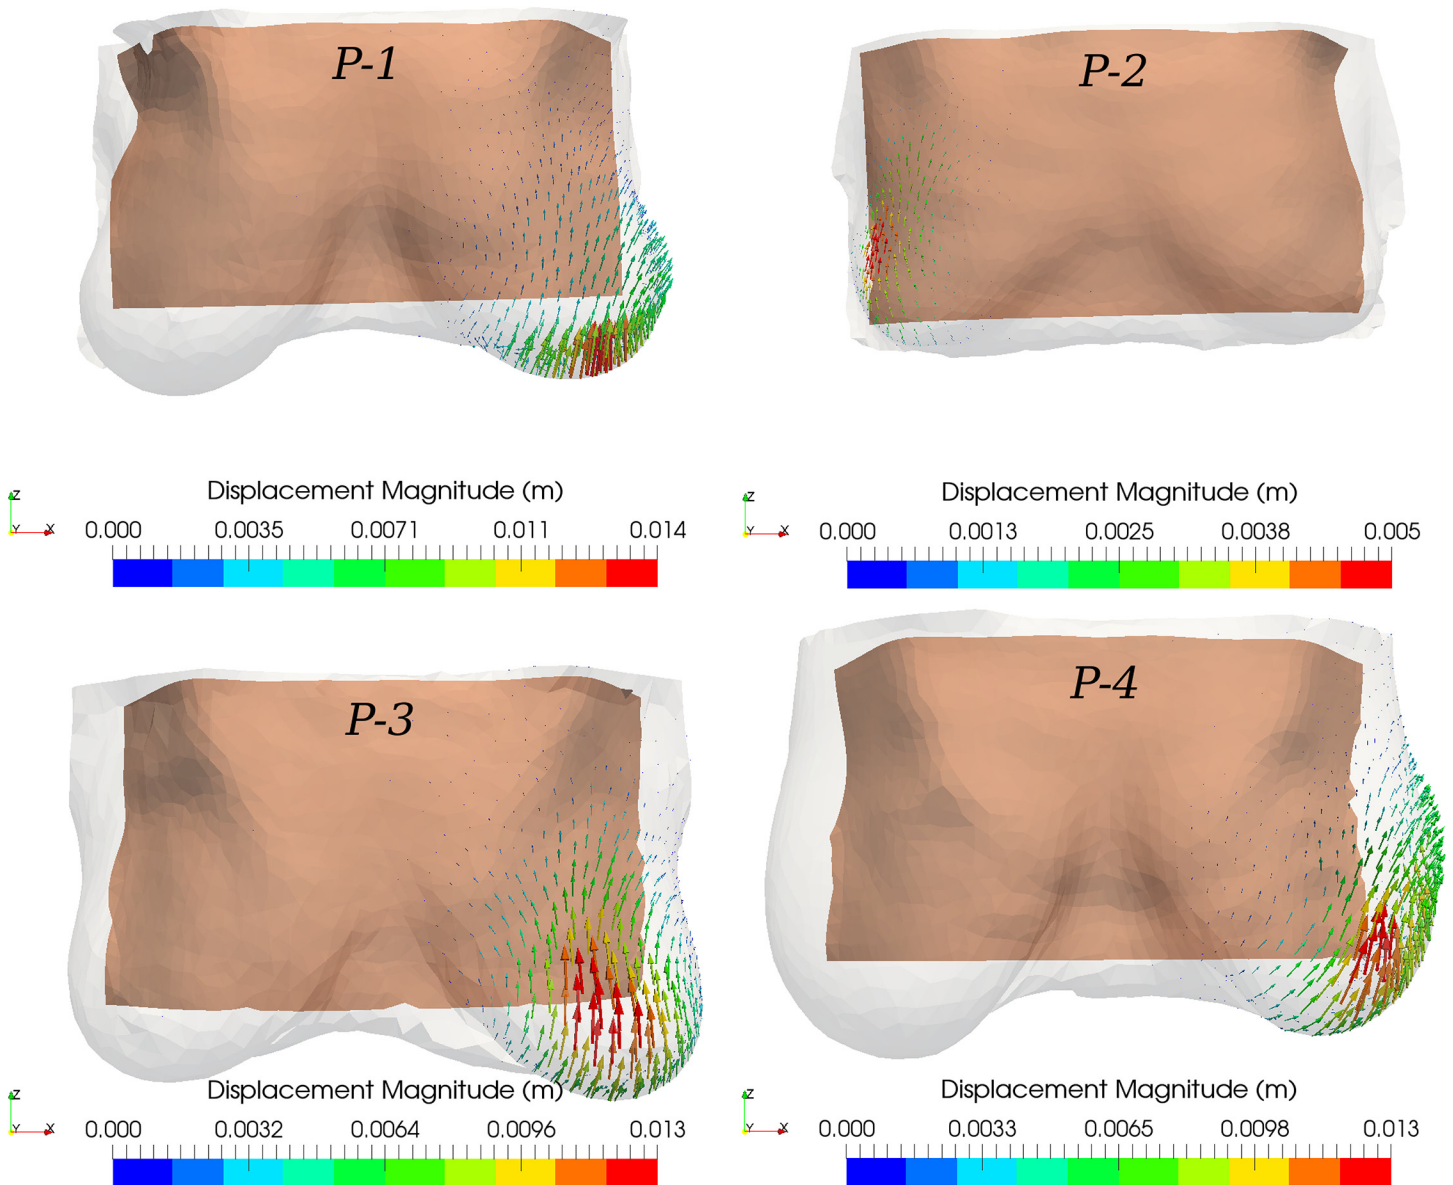 P-1
P-2
Displacement Magnitude (m)
Z
Y X
0.000 0.0035 0.0071 0.011 0.014
Displacement Magnitude (m)
Z
Y X
0.000 0.0013 0.0025 0.0038 0.005
P-3
P-4
Displacement Magnitude (m)
Z
Y X
0.000 0.0032 0.0064 0.0096 0.013
Displacement Magnitude (m)
Z
Y X
0.000 0.0033 0.0065 0.0098 0.013